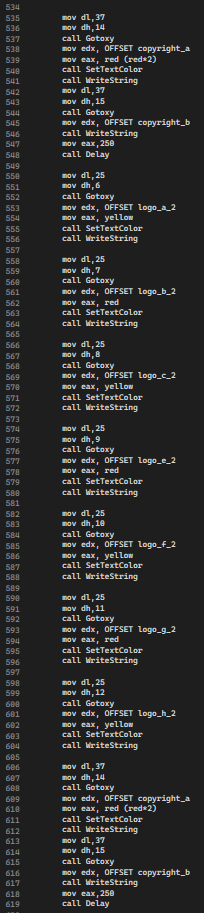 534
535 mov dl,37
536 mov dh,14
537 call Gotoxy
538 mov edx, OFFSET copyright_a
539 mov eax, red (red*2)
540 call SetTextColor
541 call WriteString
542 mov dl,37
543 mov dh,15
544 call Gotoxy
545 mov edx, OFFSET copyright_b
546 call WriteString
547 mov eax,250
548 call Delay
549
550 mov dl,25
551 mov dh,6
552 call Gotoxy
553 mov edx, OFFSET logo_a_2
554 mov eax, yellow
555 call SetTextColor
556 call WriteString
557
558 mov dl,25
559 mov dh,7
560 call Gotoxy
561 mov edx, OFFSET logo_b_2
562 mov eax, red
563 call SetTextColor
564 call WriteString
565
566 mov dl,25
567 mov dh,8
568 call Gotoxy
569 mov edx, OFFSET logo_c_2
570 mov eax, yellow
571 call SetTextColor
572 call WriteString
573
574 mov dl,25
575 mov dh,9
576 call Gotoxy
577 mov edx, OFFSET logo_e_2
578 mov eax, red
579 call SetTextColor
580 call WriteString
581
582 mov dl,25
583 mov dh,10
584 call Gotoxy
585 mov edx, OFFSET logo_f_2
586 mov eax, yellow
587 call SetTextColor
588 call WriteString
589
590 mov dl,25
591 mov dh,11
592 call Gotoxy
593 mov edx, OFFSET logo_g_2
594 mov eax, red
595 call SetTextColor
596 call WriteString
597
598 mov dl,25
599 mov dh,12
600 call Gotoxy
601 mov edx, OFFSET logo_h_2
602 mov eax, yellow
603 call SetTextColor
604 call WriteString
605
606 mov dl,37
607 mov dh,14
608 call Gotoxy
609 mov edx, OFFSET copyright_a
610 mov eax, red (red*2)
611 call SetTextColor
612 call WriteString
613 mov dl,37
614 mov dh,15
615 call Gotoxy
616 mov edx, OFFSET copyright_b
617 call WriteString
618 mov eax,250
619 call Delay